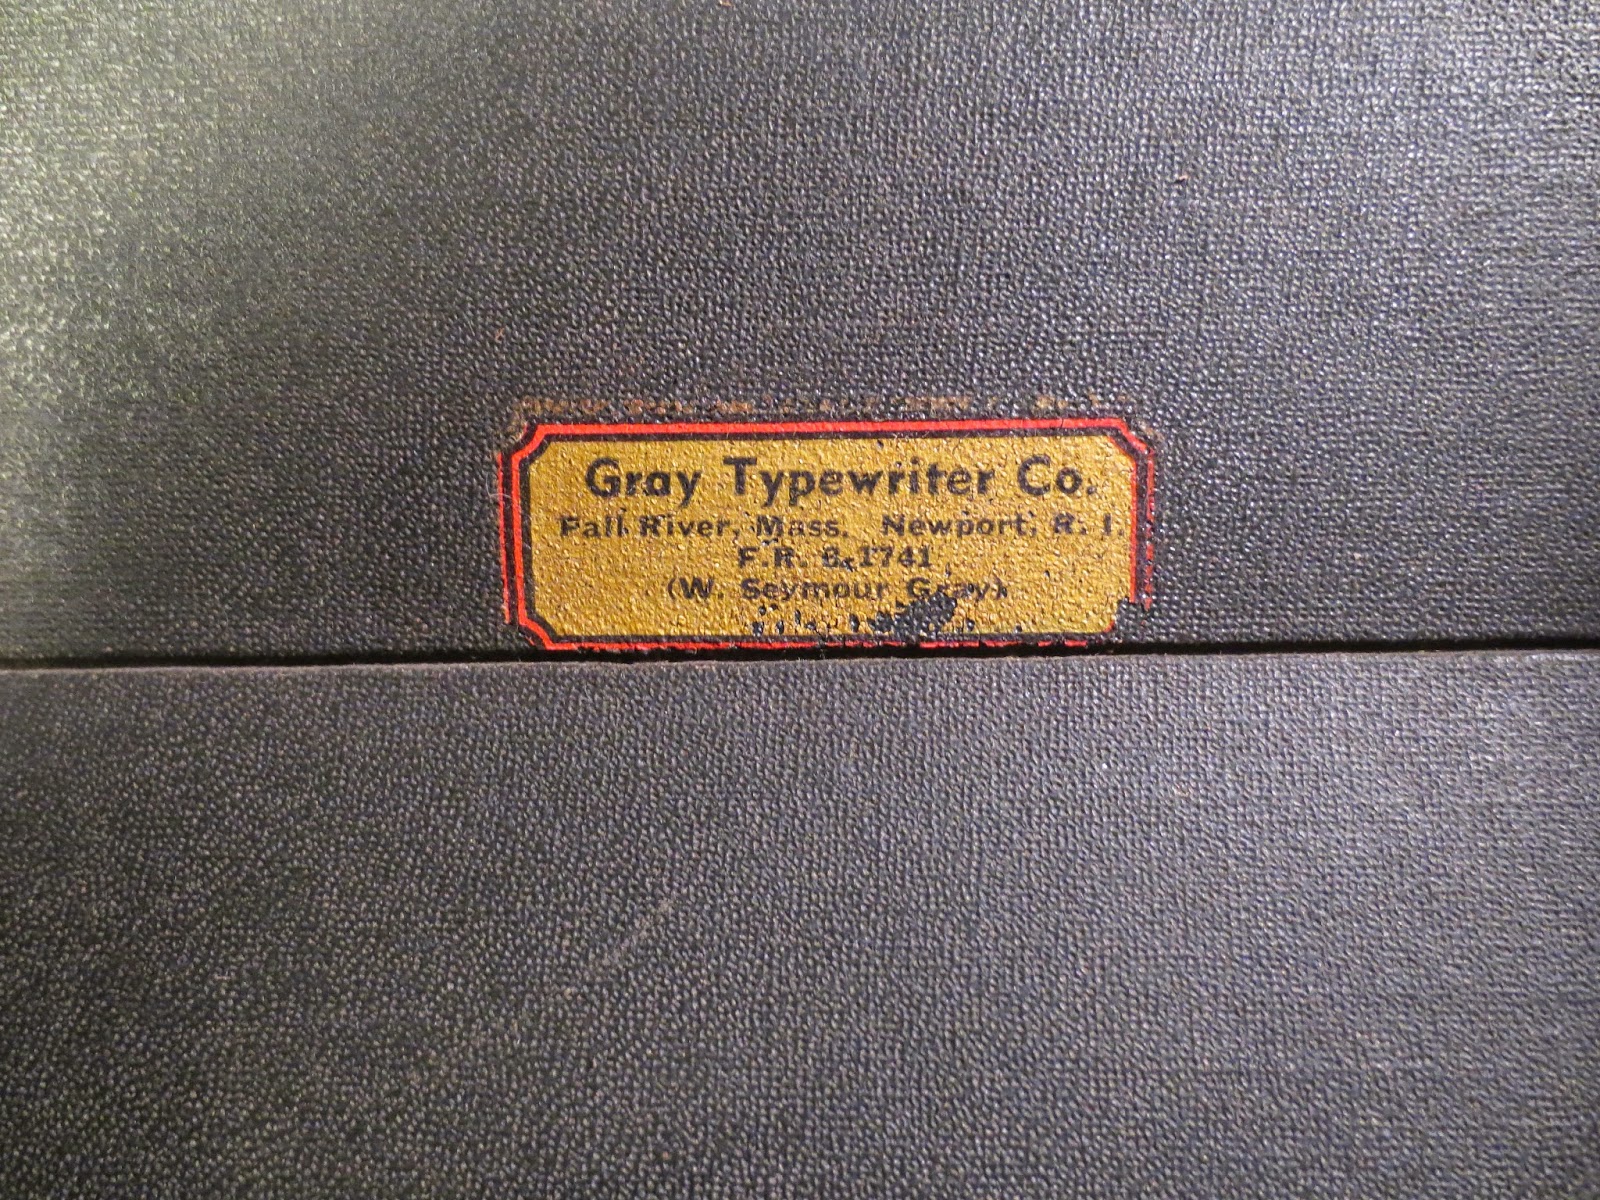 Gray Typewriter Co.
Fall River, Mass. Newport, R. I.
F.R. 8-1741
(W. Seymour Gray)